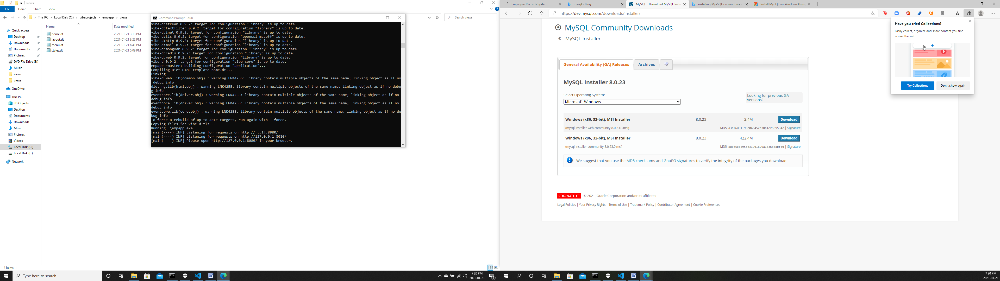 views
File
Home
Share
View
This PC
Local Disk (C:)
vibeprojects
empapp
views
Search views
Quick access
Desktop
Downloads
Documents
Pictures
DVD RW Drive (E:)
Music
views
views
OneDrive
This PC
3D Objects
Desktop
Documents
Downloads
Music
Pictures
Videos
Local Disk (C:)
Local Disk (F:)
Network
Name
Date modified
home.dt 2021-01-21 3:13 PM
layout.dt 2021-01-21 3:22 PM
menu.dt 2021-01-21 6:41 PM
styles.dt 2021-01-21 5:09 PM
4 items
Command Prompt - dub
vibe-d:stream 0.9.2: target for configuration "library" is up to date.
vibe-d:textfilter 0.9.2: target for configuration "library" is up to date.
vibe-d:inet 0.9.2: target for configuration "library" is up to date.
vibe-d:tls 0.9.2: target for configuration "openssl-mscoff" is up to date.
vibe-d:http 0.9.2: target for configuration "library" is up to date.
vibe-d:mail 0.9.2: target for configuration "library" is up to date.
vibe-d:mongodb 0.9.2: target for configuration "library" is up to date.
vibe-d:redis 0.9.2: target for configuration "library" is up to date.
vibe-d:web 0.9.2: target for configuration "library" is up to date.
vibe-d 0.9.2: target for configuration "vibe-core" is up to date.
empapp ~master: building configuration "application"...
Compiling Diet HTML template home.dt...
Linking...
vibe-d_web.lib(common.obj) : warning LNK4255: library contain multiple objects of the same name; linking object as if no
debug info
diet-ng.lib(html.obj) : warning LNK4255: library contain multiple objects of the same name; linking object as if no debu
g info
eventcore.lib(driver.obj) : warning LNK4255: library contain multiple objects of the same name; linking object as if no
debug info
eventcore.lib(driver.obj) : warning LNK4255: library contain multiple objects of the same name; linking object as if no
debug info
eventcore.lib(core.obj) : warning LNK4255: library contain multiple objects of the same name; linking object as if no de
bug info
To force a rebuild of up-to-date targets, run again with --force.
Copying files for vibe-d:tls...
Running .\empapp.exe
[main(----) INF] Listening for requests on http://[::1]:8080/
[main(----) INF] Listening for requests on http://127.0.0.1:8080/
[main(----) INF] Please open http://127.0.0.1:8080/ in your browser.
Employee Records System
mysql - Bing
MySQL :: Download MySQL Insta
installing MysSQL on windows -
Install MySQL on Windows Using
https://dev.mysql.com/downloads/installer/
MySQL Community Downloads
MySQL Installer
General Availability (GA) Releases
Archives
MySQL Installer 8.0.23
Select Operating System:
Microsoft Windows
Looking for previous GA
versions?
Windows (x86, 32-bit), MSI Installer 8.0.23 2.4M Download
(mysql-installer-web-community-8.0.23.0.msi) MD5: a3af6d91f93e046452b38a1e2589534c | Signature
Windows (x86, 32-bit), MSI Installer 8.0.23 422.4M Download
(mysql-installer-community-8.0.23.0.msi) MD5: 8de85ced955631901829a1a363cdbf50 | Signature
We suggest that you use the MD5 checksums and GnuPG signatures to verify the integrity of the packages you download.
ORACLE © 2021, Oracle Corporation and/or its affiliates
Legal Policies | Your Privacy Rights | Terms of Use | Trademark Policy | Contributor Agreement | Cookie Preferences
Have you tried Collections?
Easily collect, organize and share content you find
across the web.
Try Collections
Don't show again
Type here to search
7:20 PM
2021-01-21
4
7:20 PM
2021-01-21